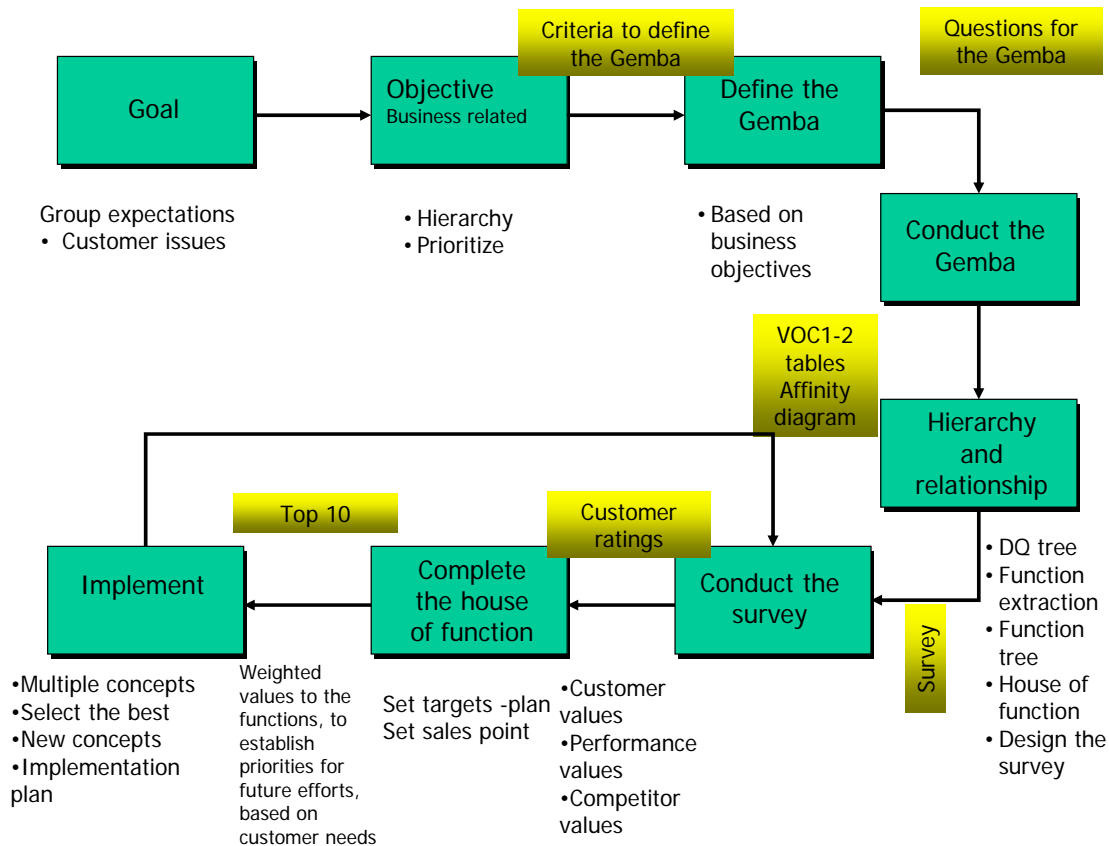 Criteria to define
the Gemba
Questions for
the Gemba
Goal
Objective
Business related
Define the
Gemba
Group expectations
• Customer issues
• Hierarchy
• Prioritize
• Based on
business
objectives
Conduct the
Gemba
VOC1-2
tables
Affinity
diagram
Hierarchy
and
relationship
Top 10
Customer
ratings
Implement
Complete
the house
of function
Conduct the
survey
Survey
• DQ tree
• Function
extraction
• Function
tree
• House of
function
• Design the
survey
•Multiple concepts
•Select the best
•New concepts
•Implementation
plan
Weighted
values to the
functions, to
establish
priorities for
future efforts,
based on
customer needs
Set targets -plan
Set sales point
•Customer
values
•Performance
values
•Competitor
values